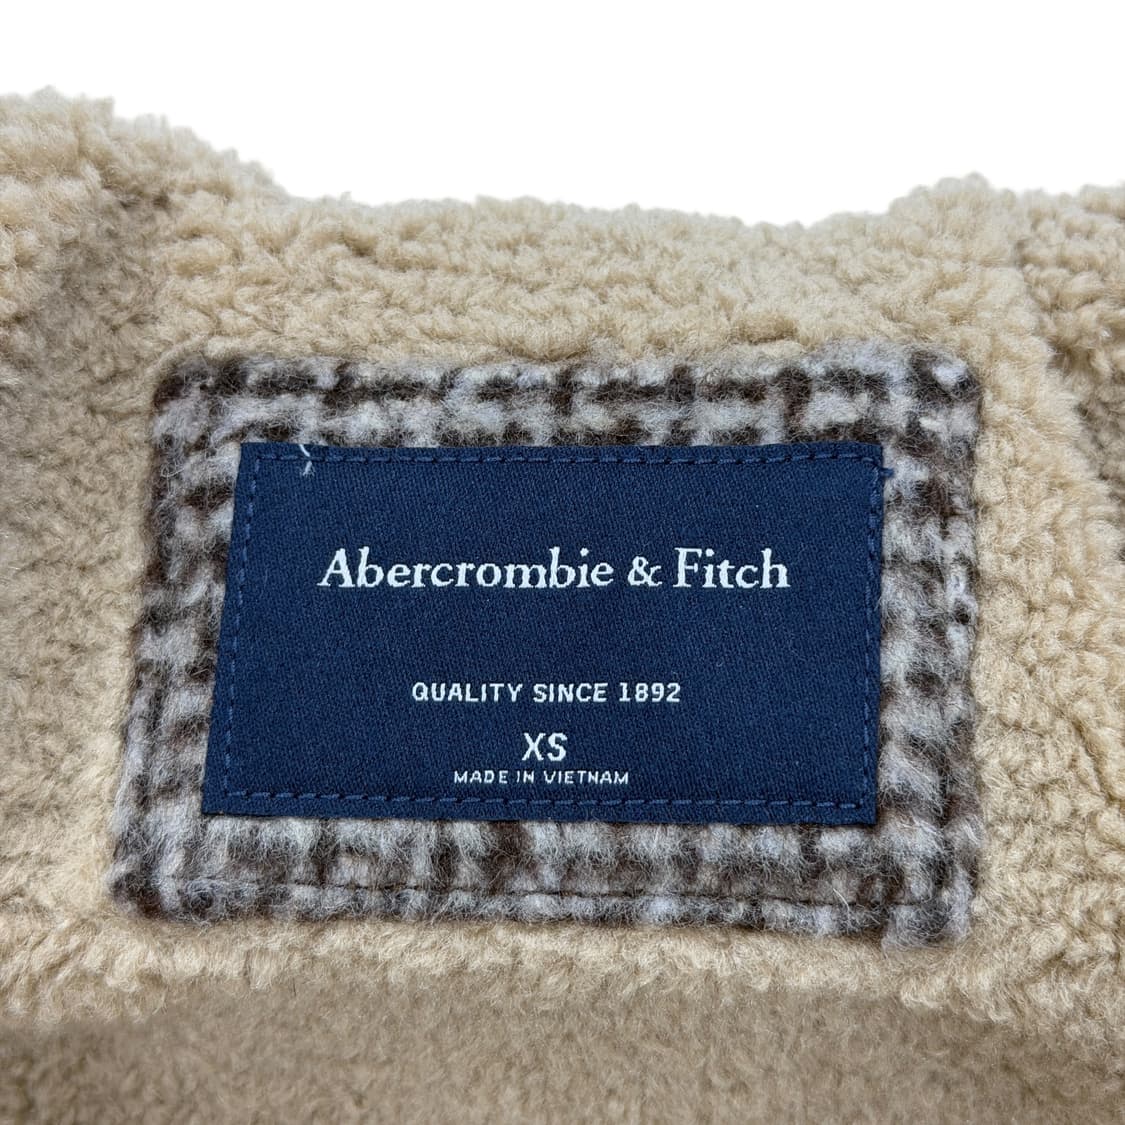 Abercrombie & Fitch
QUALITY SINCE 1892
XS
MADE IN VIETNAM